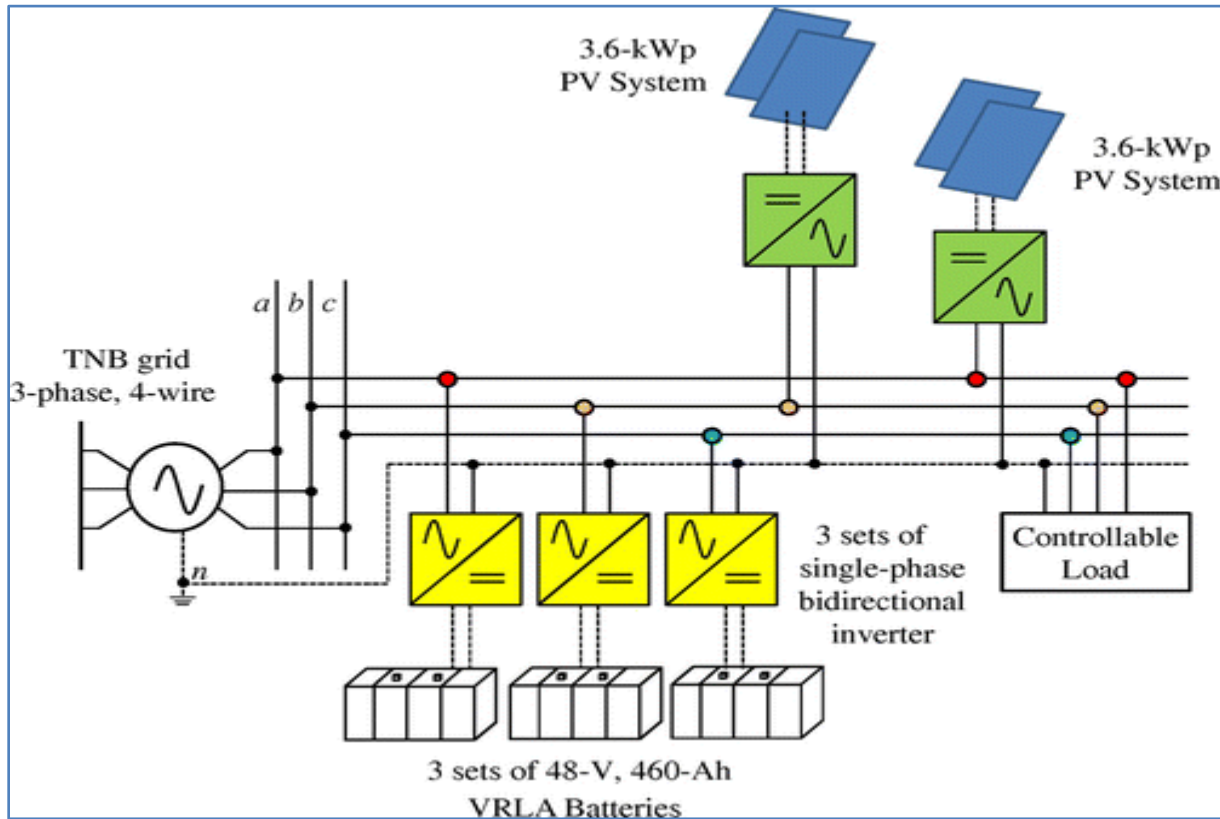 3.6-kWp
PV System
3.6-kWp
PV System
a b c
TNB grid
3-phase, 4-wire
n
3 sets of
single-phase
bidirectional
inverter
Controllable
Load
3 sets of 48-V, 460-Ah
VRLA Batteries